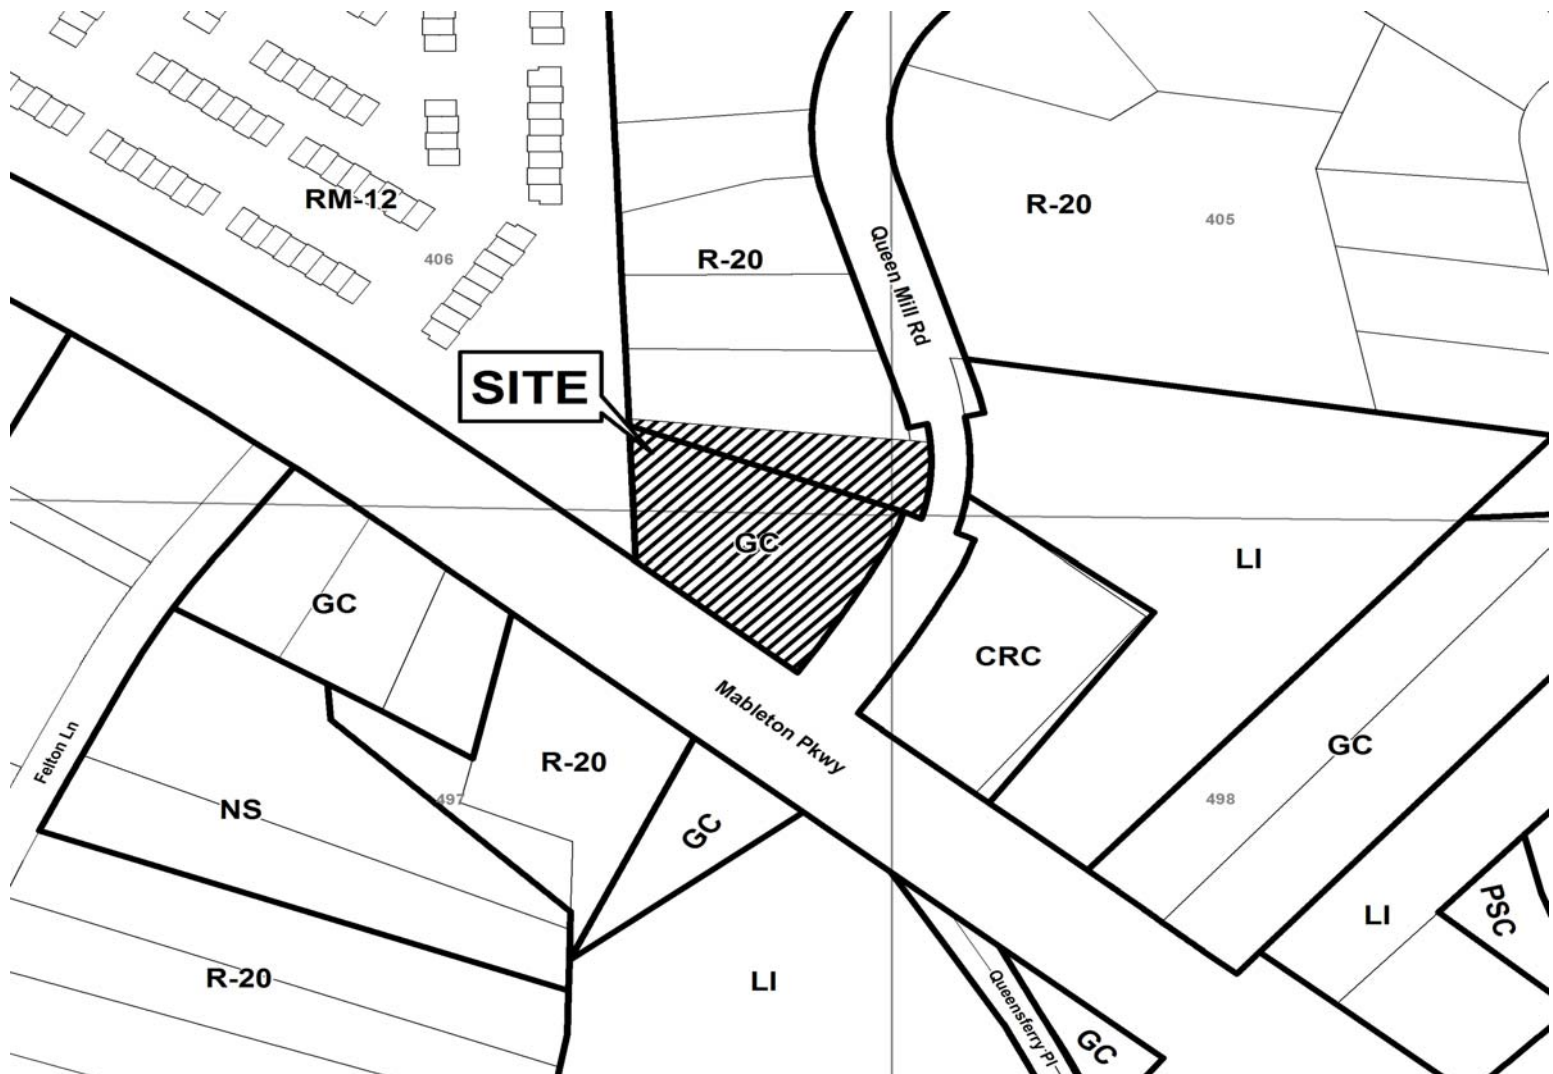 RM-12
R-20
405
Queen Mill Rd
406
R-20
SITE
GC
LI
GC
CRC
Mableton Pkwy
GC
Felton Ln
R-20
497
NS
498
GC
LI
PSC
R-20
LI
Queensferry Pl
GC